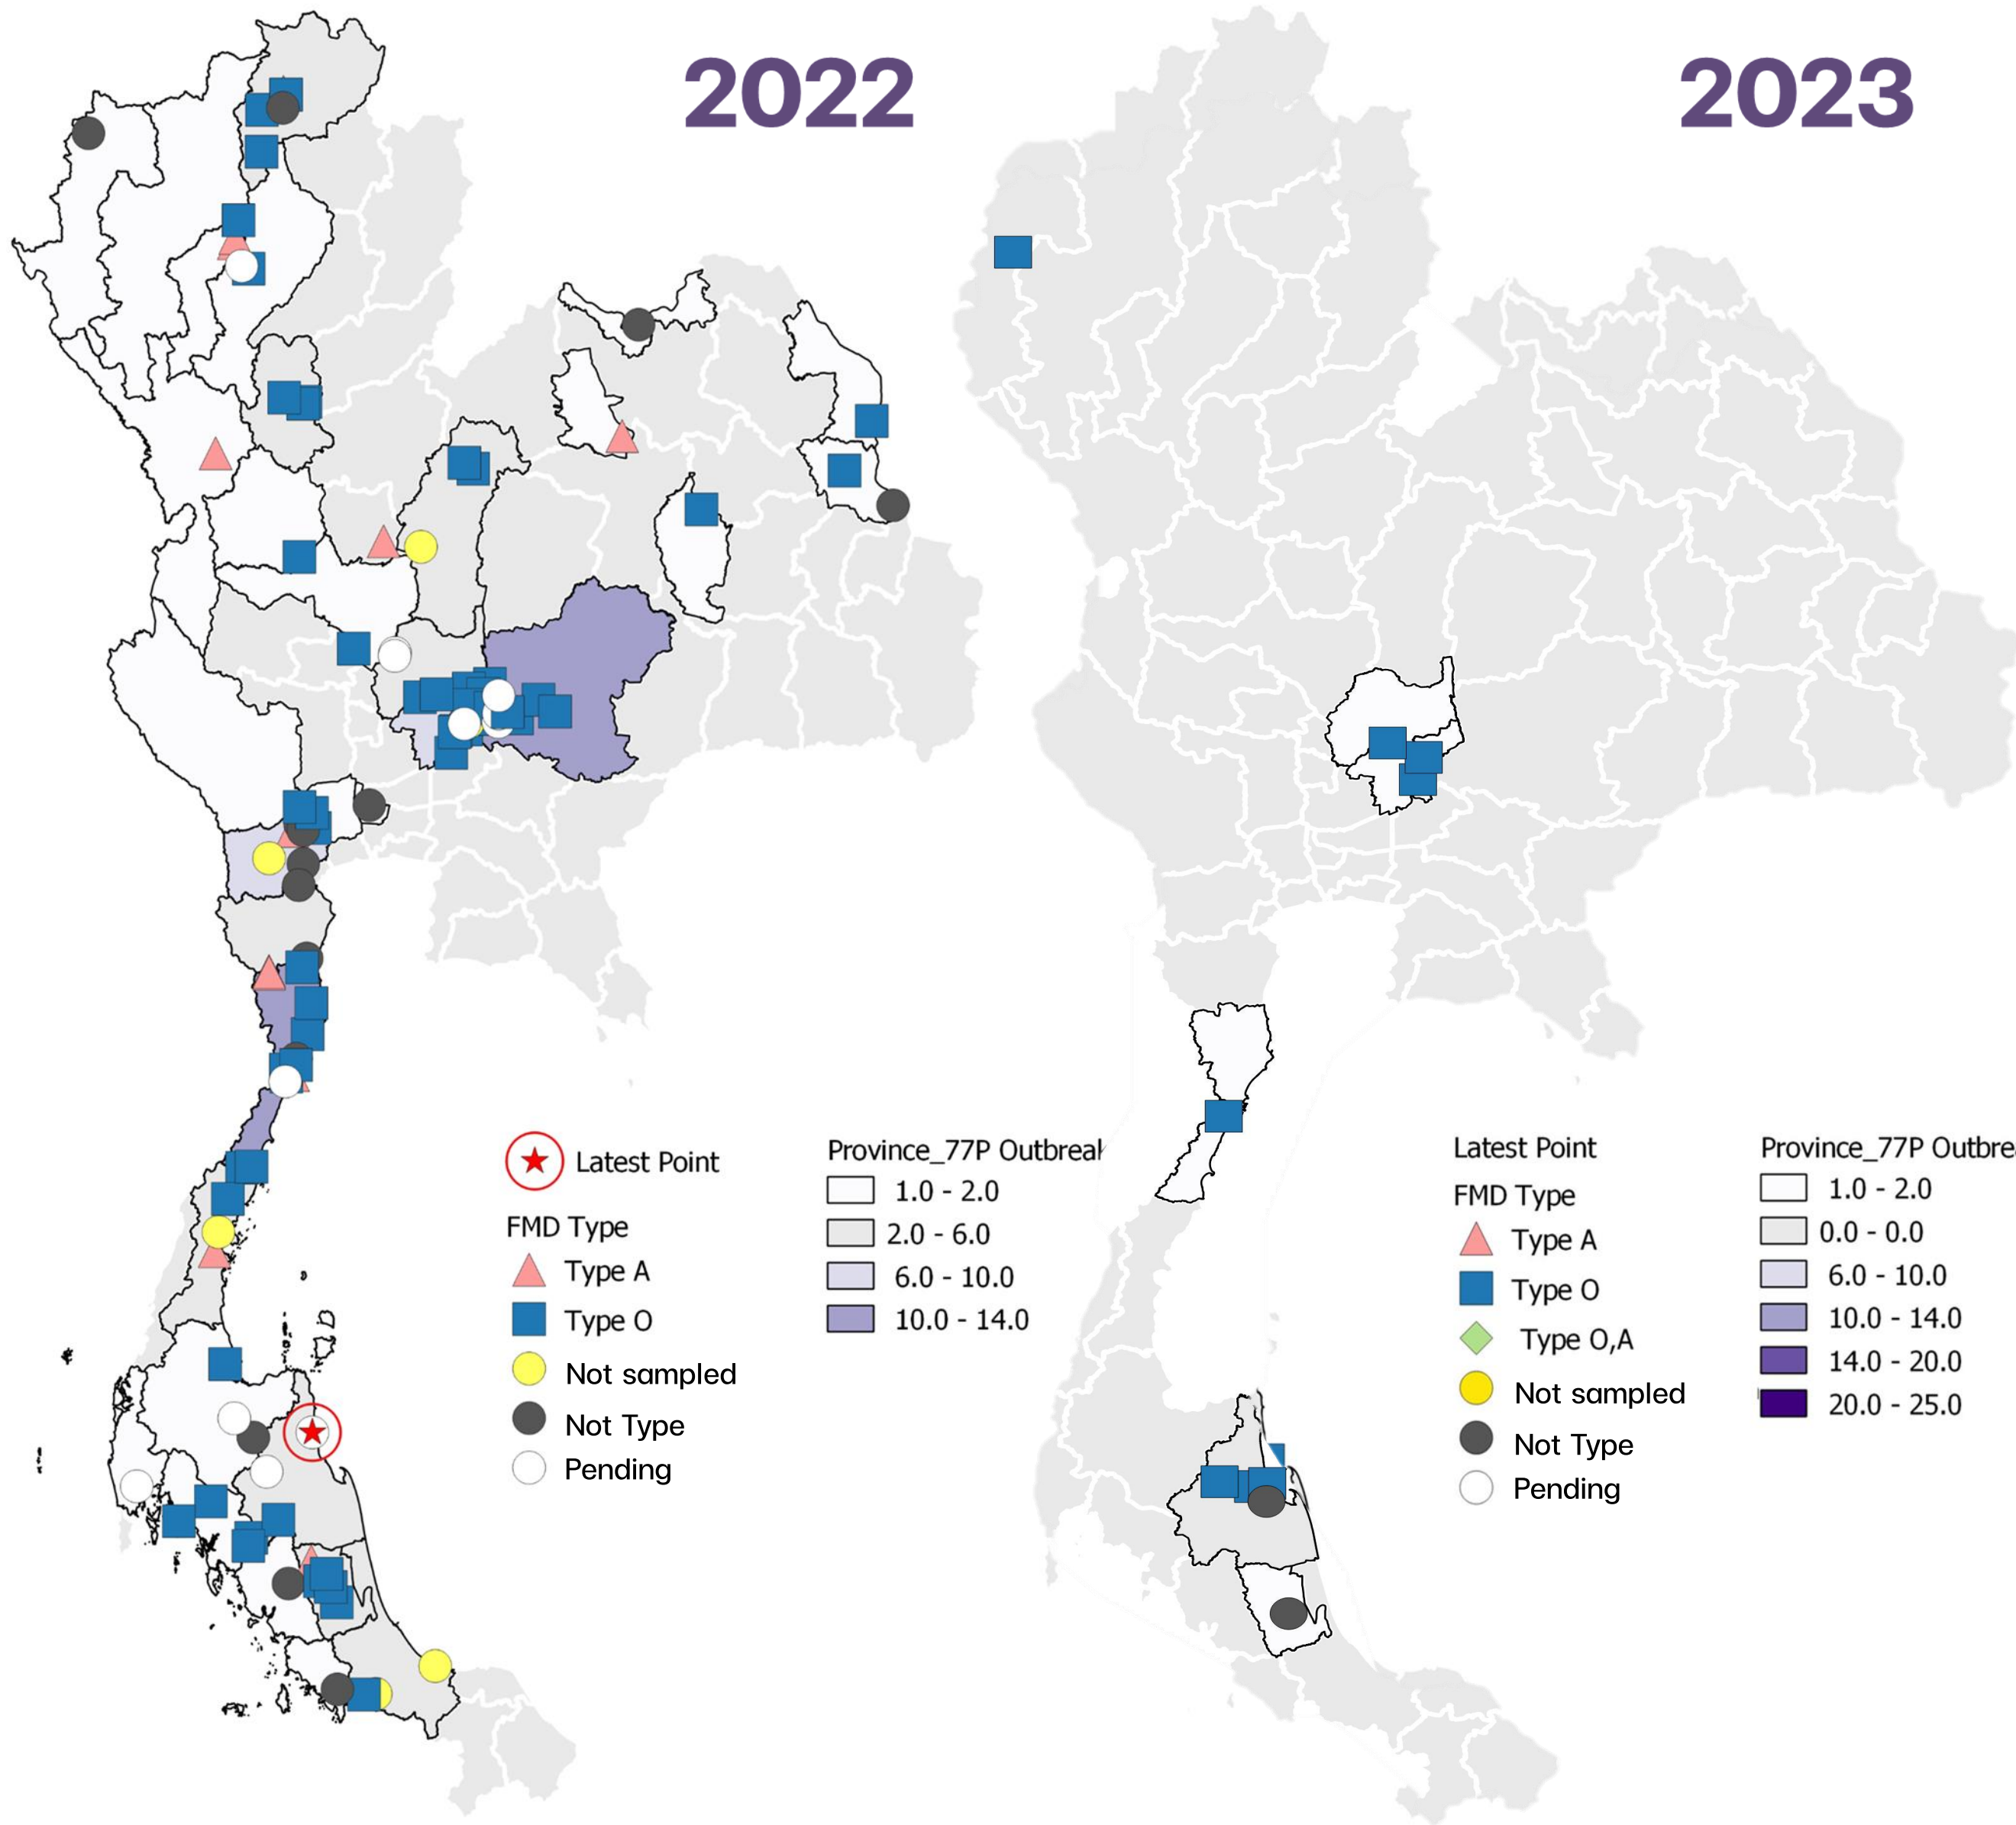 2022
2023
Latest Point
FMD Type
Type A
Type O
Not sampled
Not Type
Pending
Province_77P Outbreak
1.0 - 2.0
2.0 - 6.0
6.0 - 10.0
10.0 - 14.0
Latest Point
FMD Type
Type A
Type O
Type O,A
Not sampled
Not Type
Pending
Province_77P Outbre
1.0 - 2.0
0.0 - 0.0
6.0 - 10.0
10.0 - 14.0
14.0 - 20.0
20.0 - 25.0